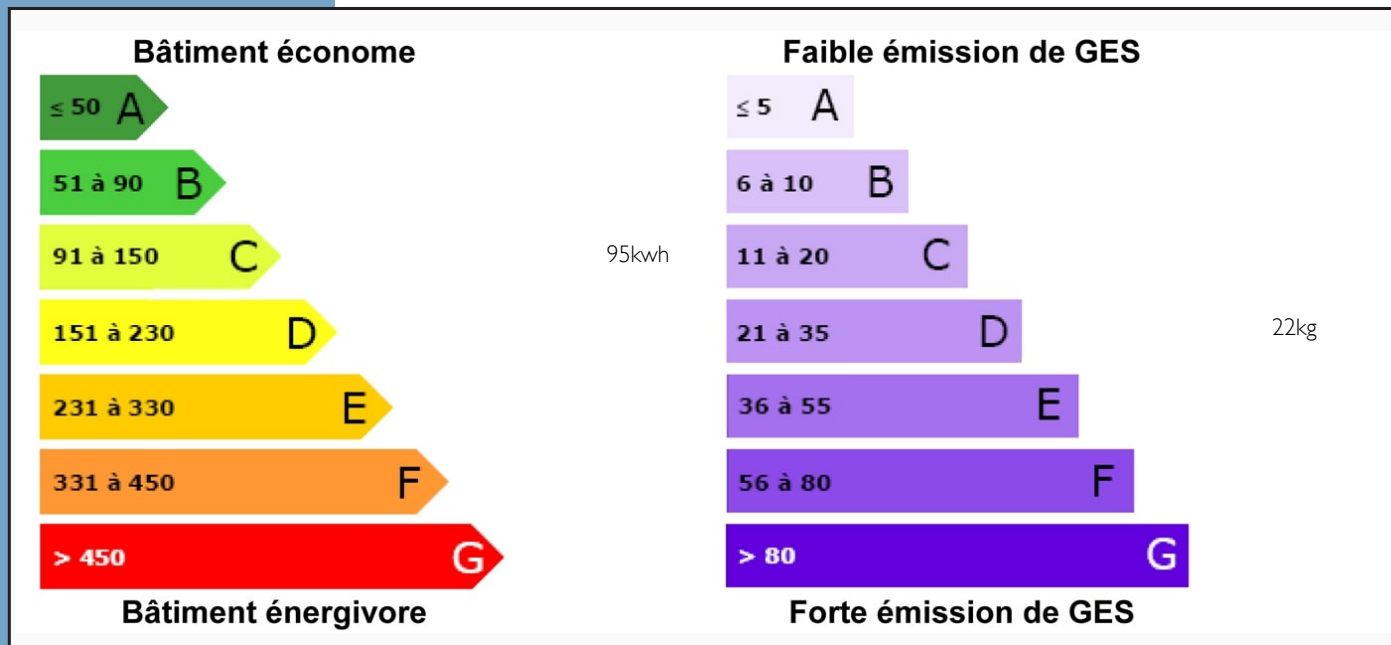 Bâtiment économe
≤ 50 A
51 à 90 B
91 à 150 C
95kwh
151 à 230 D
231 à 330 E
331 à 450 F
> 450 G
Bâtiment énergivore
Faible émission de GES
≤ 5 A
6 à 10 B
11 à 20 C
21 à 35 D
22kg
36 à 55 E
56 à 80 F
> 80 G
Forte émission de GES